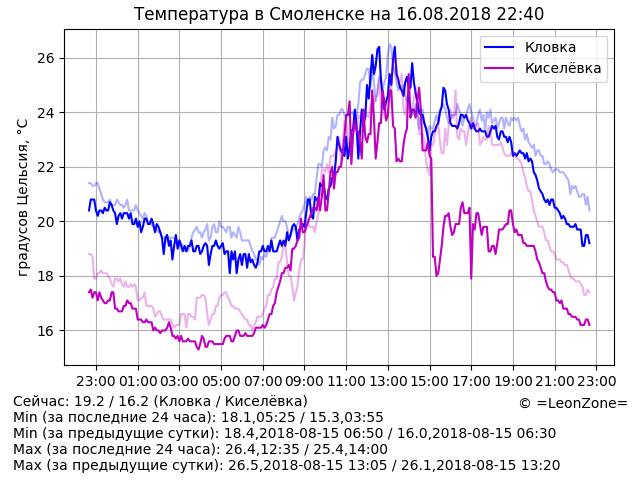 Температура в Смоленске на 16.08.2018 22:40
Кловка
Киселёвка
градусов Цельсия, °C
26
24
22
20
18
16
23:00 01:00 03:00 05:00 07:00 09:00 11:00 13:00 15:00 17:00 19:00 21:00 23:00
Сейчас: 19.2 / 16.2 (Кловка / Киселёвка)
© =LeonZone=
Min (за последние 24 часа): 18.1,05:25 / 15.3,03:55
Min (за предыдущие сутки): 18.4,2018-08-15 06:50 / 16.0,2018-08-15 06:30
Max (за последние 24 часа): 26.4,12:35 / 25.4,14:00
Max (за предыдущие сутки): 26.5,2018-08-15 13:05 / 26.1,2018-08-15 13:20